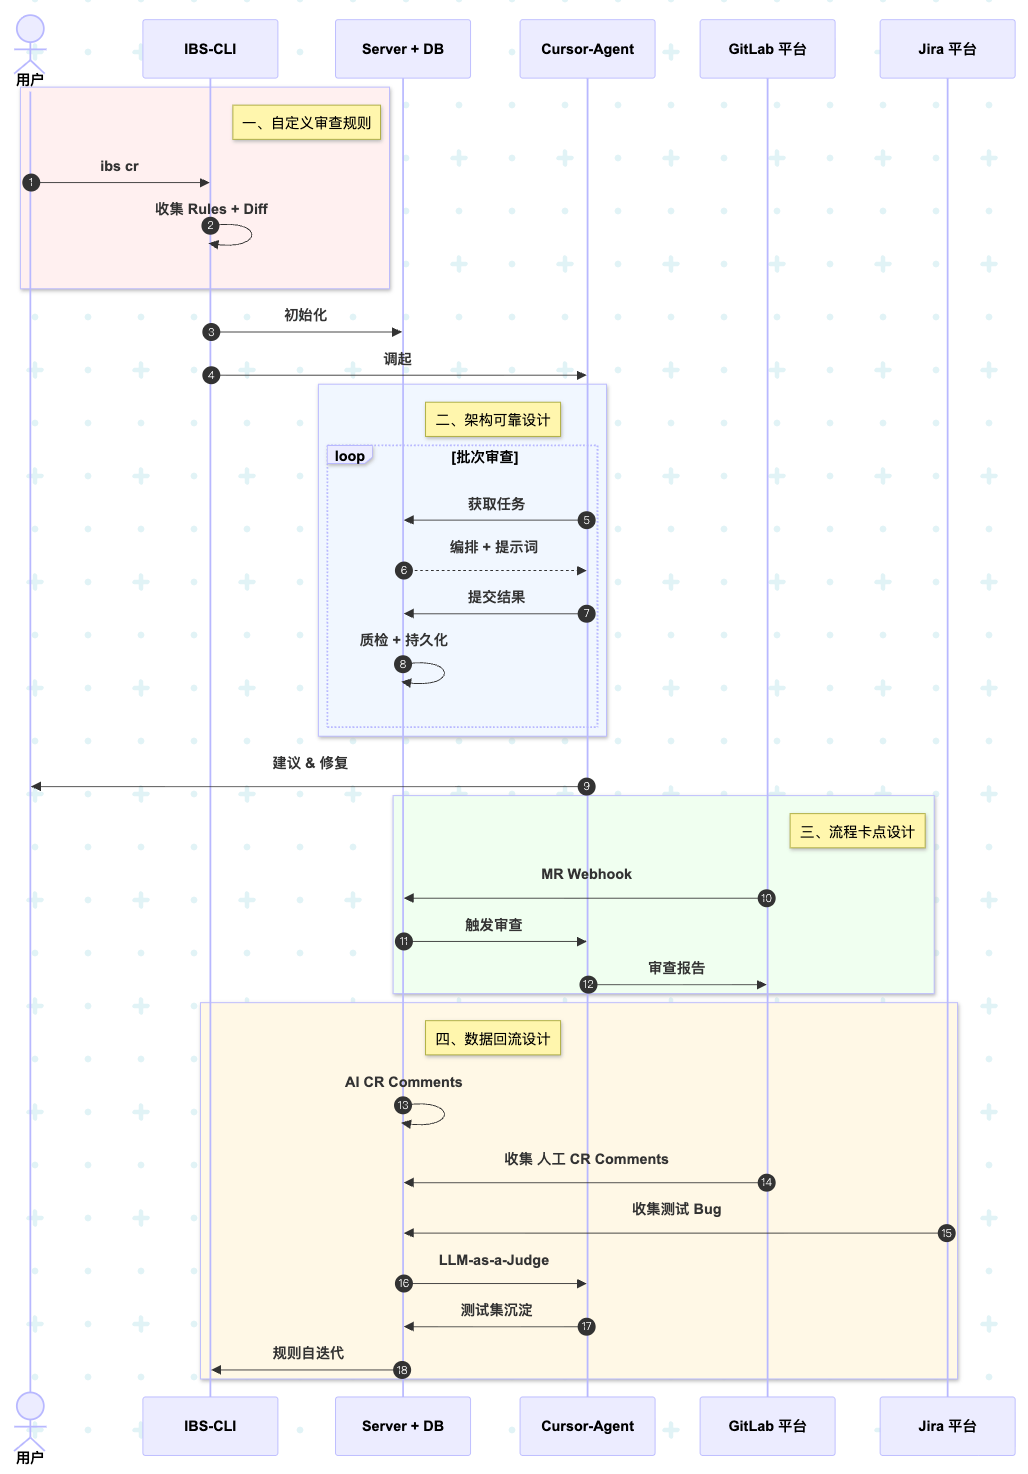 用户
IBS-CLI
Server + DB
Cursor-Agent
GitLab 平台
Jira 平台
一、自定义审查规则
ibs cr
1
收集 Rules + Diff
2
初始化
3
调起
4
二、架构可靠设计
loop
[批次审查]
获取任务
5
编排 + 提示词
6
提交结果
7
质检 + 持久化
8
建议 & 修复
9
三、流程卡点设计
MR Webhook
10
触发审查
11
审查报告
12
四、数据回流设计
AI CR Comments
13
收集 人工 CR Comments
14
收集测试 Bug
15
LLM-as-a-Judge
16
测试集沉淀
17
规则自迭代
18
用户
IBS-CLI
Server + DB
Cursor-Agent
GitLab 平台
Jira 平台